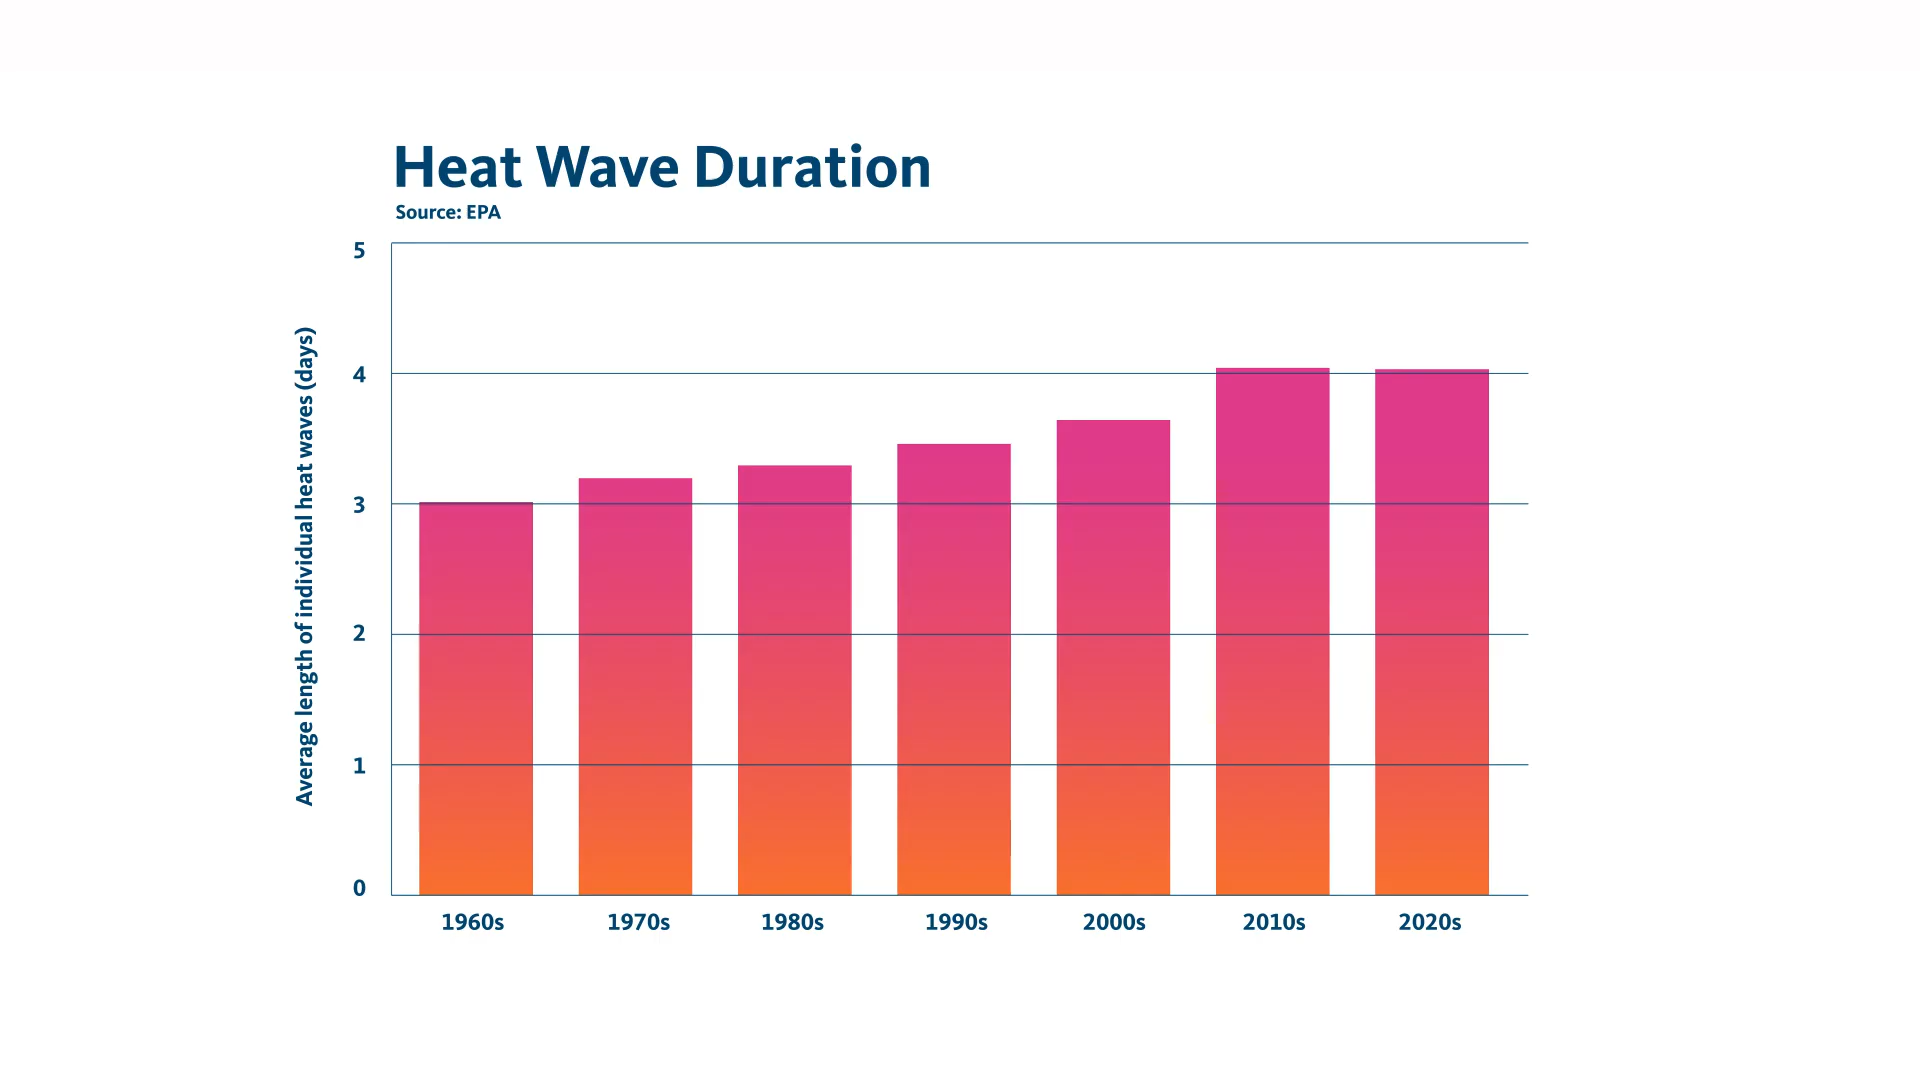 Heat Wave Duration
Source: EPA
5
4
3
2
1
0
Average length of individual heat waves (days)
1960s 1970s 1980s 1990s 2000s 2010s 2020s